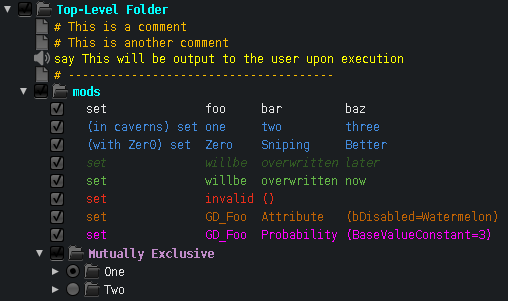 Top-Level Folder
# This is a comment
# This is another comment
say This will be output to the user upon execution
# -----------------------------------
mods
set foo bar baz
(in caverns) set one two three
(with Zer0) set Zero Sniping Better
set willbe overwritten later
set willbe overwritten now
set invalid ()
set GD_Foo Attribute (bDisabled=Watermelon)
set GD_Foo Probability (BaseValueConstant=3)
Mutually Exclusive
One
Two